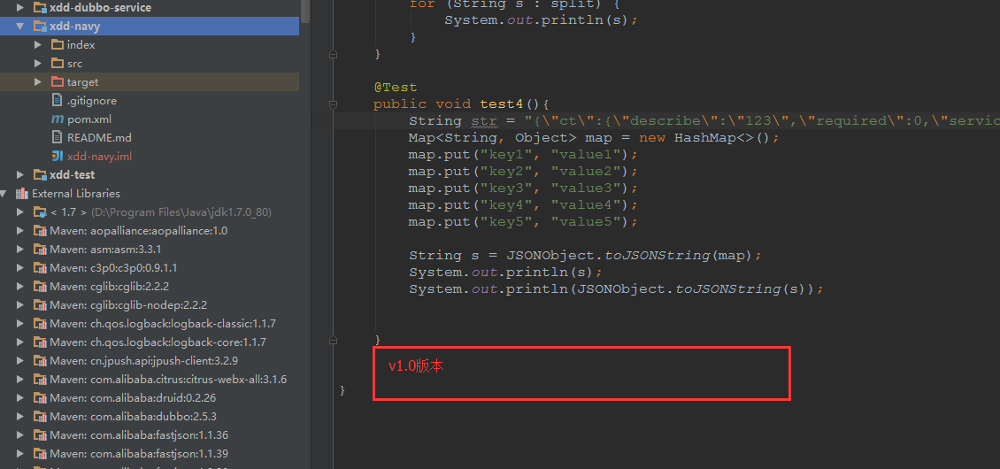 xdd-dubbo-service
xdd-navy
index
src
target
.gitignore
pom.xml
README.md
xdd-navy.iml
xdd-test
External Libraries
< 1.7 > (D:\Program Files\Java\jdk1.7.0_80)
Maven: aopalliance:aopalliance:1.0
Maven: asm:asm:3.3.1
Maven: c3p0:c3p0:0.9.1.1
Maven: cglib:cglib:2.2.2
Maven: cglib:cglib-nodep:2.2.2
Maven: ch.qos.logback:logback-classic:1.1.7
Maven: ch.qos.logback:logback-core:1.1.7
Maven: cn.jpush.api:jpush-client:3.2.9
Maven: com.alibaba.citrus:citrus-webx-all:3.1.6
Maven: com.alibaba:druid:0.2.26
Maven: com.alibaba:dubbo:2.5.3
Maven: com.alibaba:fastjson:1.1.36
Maven: com.alibaba:fastjson:1.1.39
for (String s : split) {
System.out.println(s);
}
}
@Test
public void test4(){
String str = "{\"ct\":{\"describe\":\"123\",\"required\":0,\"servic
Map<String, Object> map = new HashMap<>();
map.put("key1", "value1");
map.put("key2", "value2");
map.put("key3", "value3");
map.put("key4", "value4");
map.put("key5", "value5");
String s = JSONObject.toJSONString(map);
System.out.println(s);
System.out.println(JSONObject.toJSONString(s));
}
v1.0版本
}